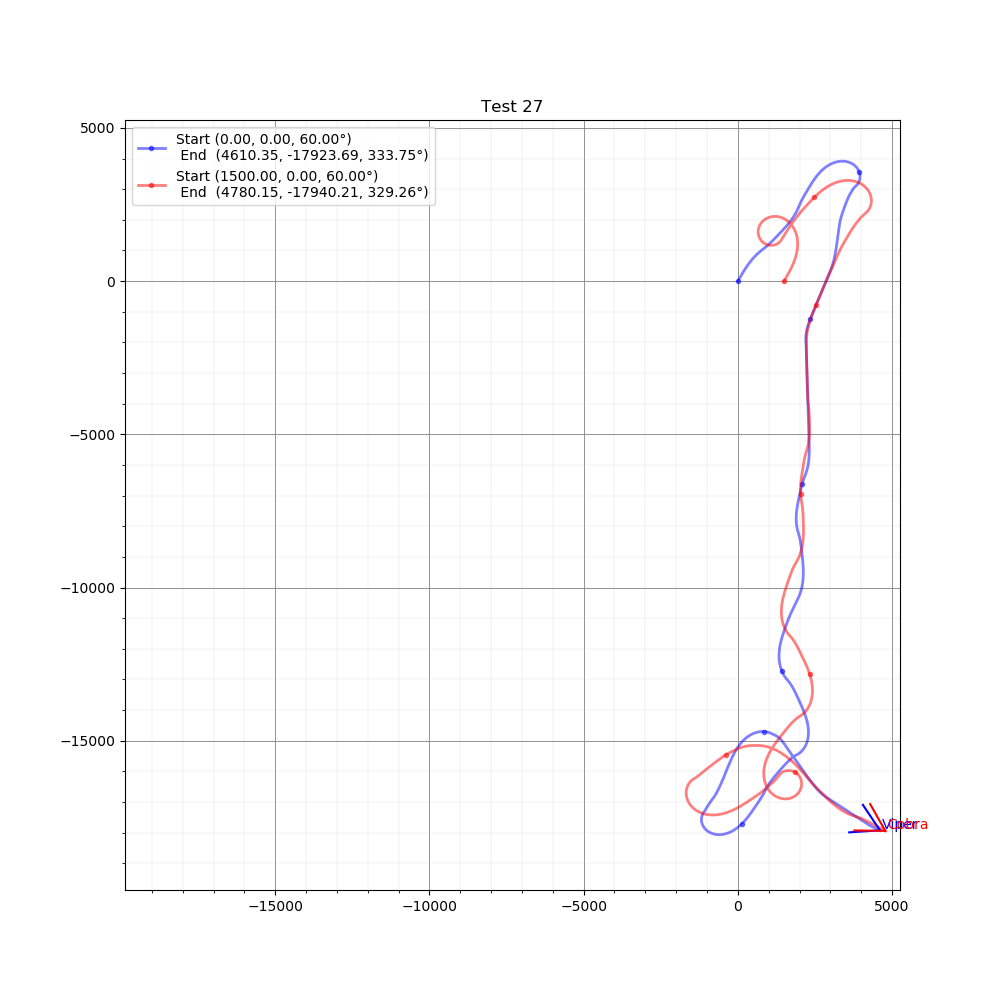 Test 27
Start (0.00, 0.00, 60.00°)
End (4610.35, -17923.69, 333.75°)
Start (1500.00, 0.00, 60.00°)
End (4780.15, -17940.21, 329.26°)
5000
0
−5000
−10000
−15000
−15000 −10000 −5000 0 5000